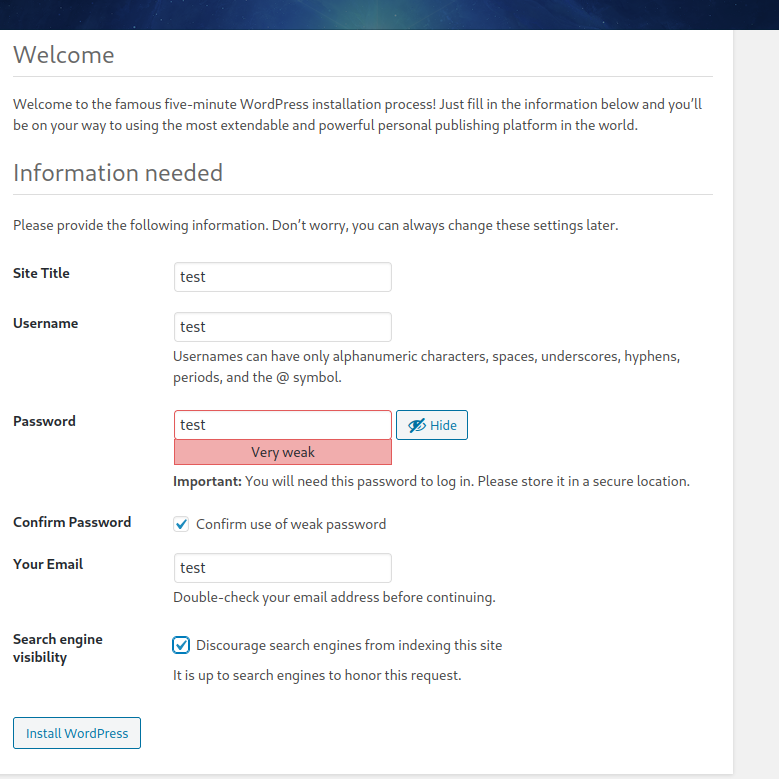 Welcome
Welcome to the famous five-minute WordPress installation process! Just fill in the information below and you’ll
be on your way to using the most extendable and powerful personal publishing platform in the world.
Information needed
Please provide the following information. Don’t worry, you can always change these settings later.
Site Title
test
Username
test
Usernames can have only alphanumeric characters, spaces, underscores, hyphens,
periods, and the @ symbol.
Password
test
Hide
Very weak
Important: You will need this password to log in. Please store it in a secure location.
Confirm Password
Confirm use of weak password
Your Email
test
Double-check your email address before continuing.
Search engine
visibility
Discourage search engines from indexing this site
It is up to search engines to honor this request.
Install WordPress